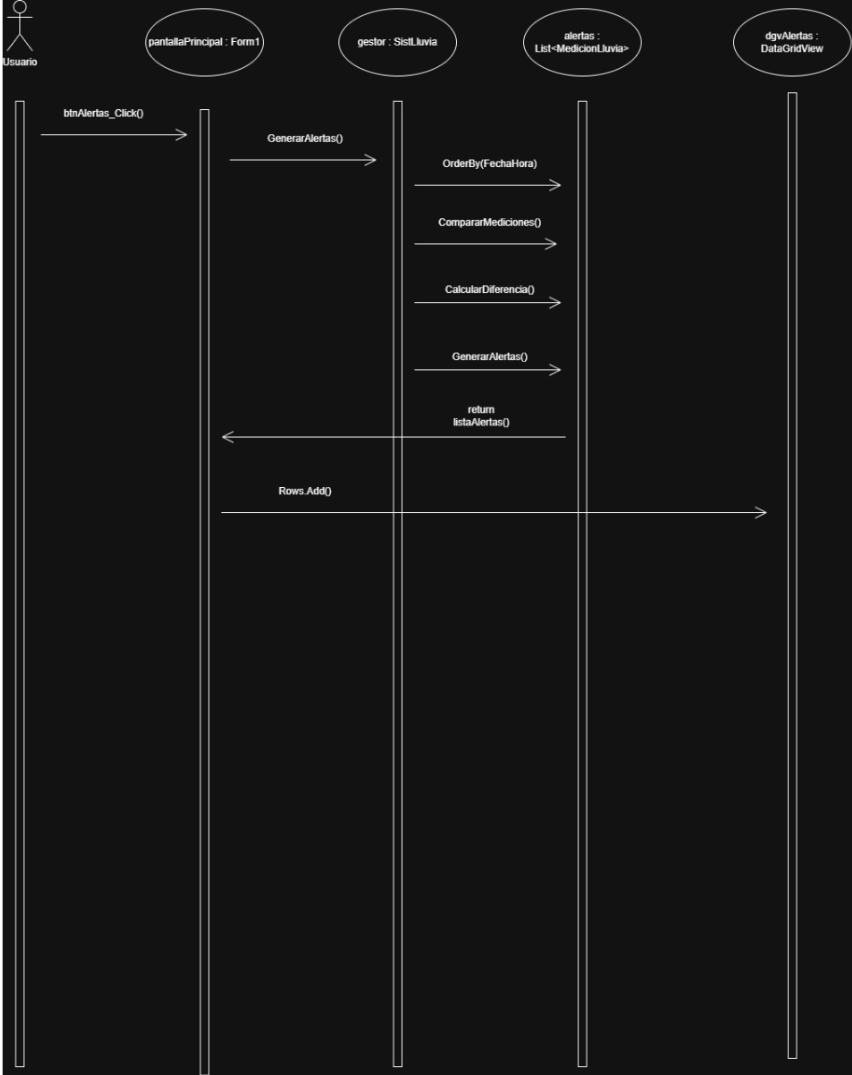 Usuario
pantallaPrincipal : Form1
gestor : SistLluvia
alertas :
List<MedicionLluvia>
dgvAlertas :
DataGridView
btnAlertas_Click()
GenerarAlertas()
OrderBy(FechaHora)
CompararMediciones()
CalcularDiferencia()
GenerarAlertas()
return
listaAlertas()
Rows.Add()